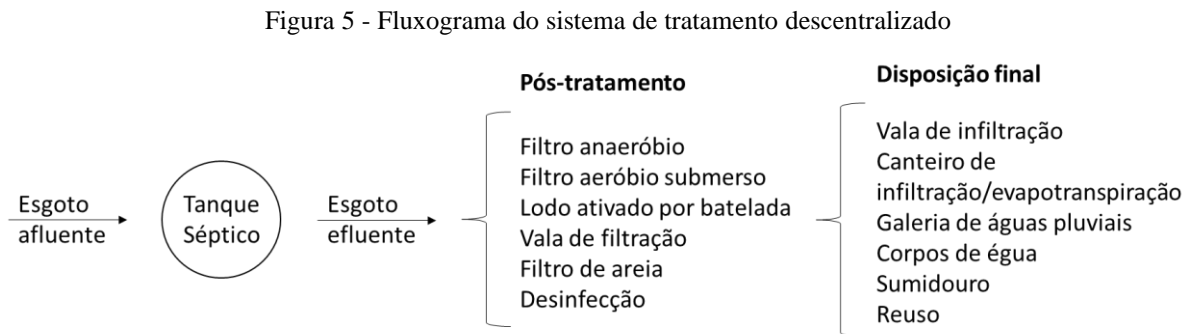 Figura 5 - Fluxograma do sistema de tratamento descentralizado
Esgoto
afluente
Tanque
Séptico
Esgoto
efluente
Pós-tratamento
Filtro anaeróbio
Filtro aeróbio submerso
Lodo ativado por batelada
Vala de filtração
Filtro de areia
Desinfecção
Disposição final
Vala de infiltração
Canteiro de
infiltração/evapotranspiração
Galeria de águas pluviais
Corpos de égua
Sumidouro
Reuso